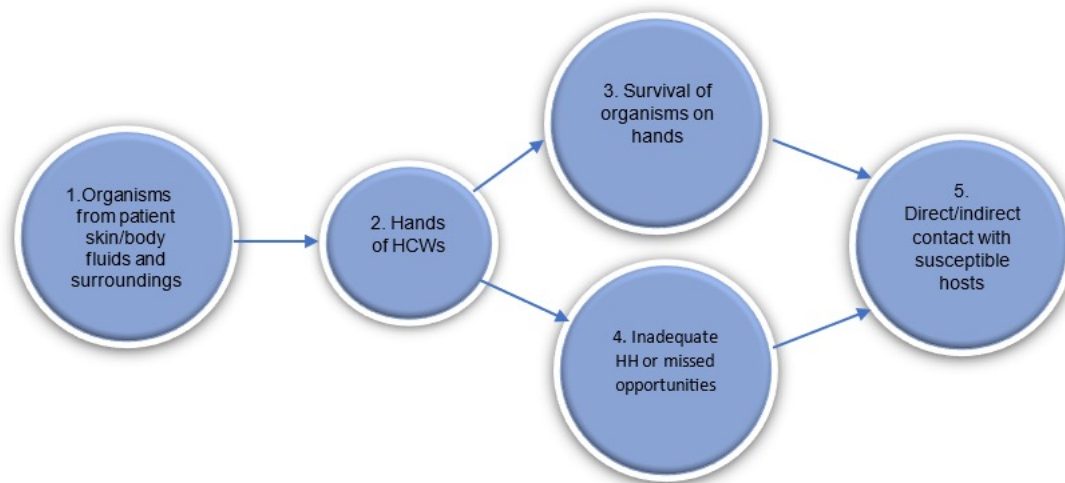 1.Organisms
from patient
skin/body
fluids and
surroundings
2. Hands
of HCWs
3. Survival of
organisms on
hands
4. Inadequate
HH or missed
opportunities
5.
Direct/indirect
contact with
susceptible
hosts